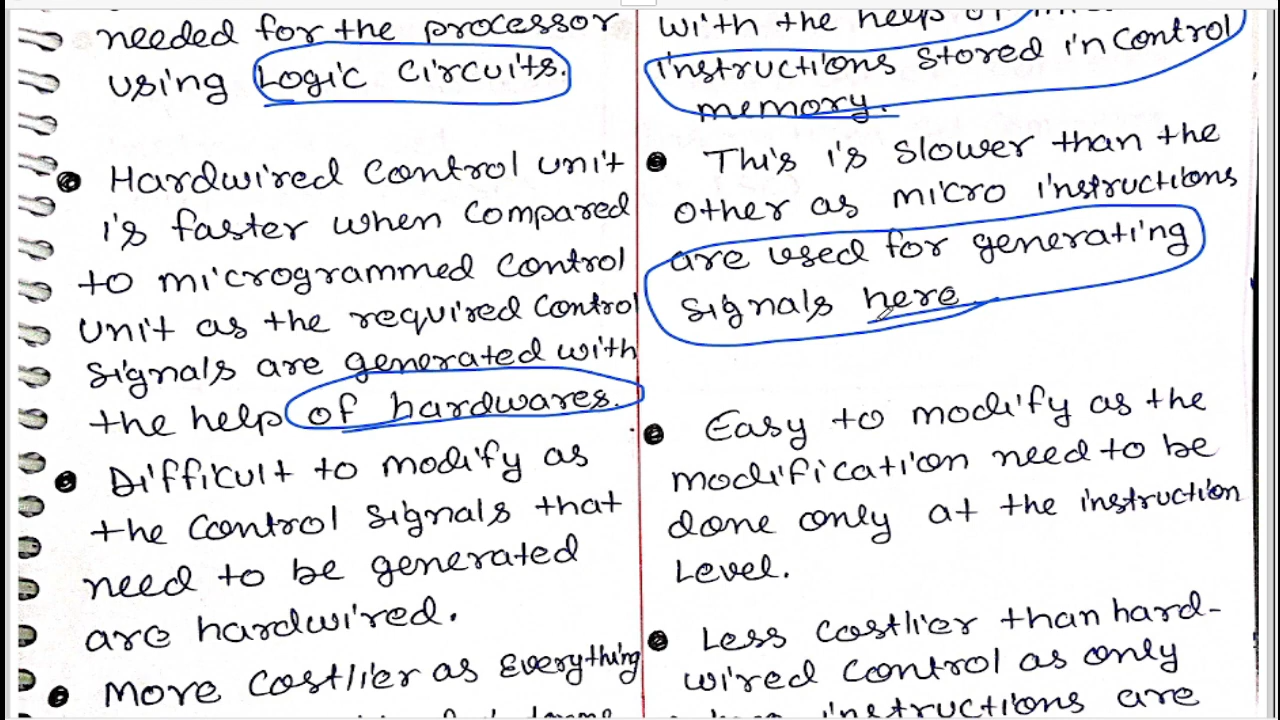 needed for the processor
using Logic Circuits.
Hardwired Control unit
is faster when compared
to microgrammed control
unit as the required control
signals are generated with
the help of hardwares.
Difficult to modify as
the control signals that
need to be generated
are hardwired.
More costlier as everything
with the help of
instructions stored in control
memory.
This is slower than the
other as micro instructions
are used for generating
signals here
Easy to modify as the
modification need to be
done only at the instruction
Level.
Less costlier than hard-
wired control as only
instructions are